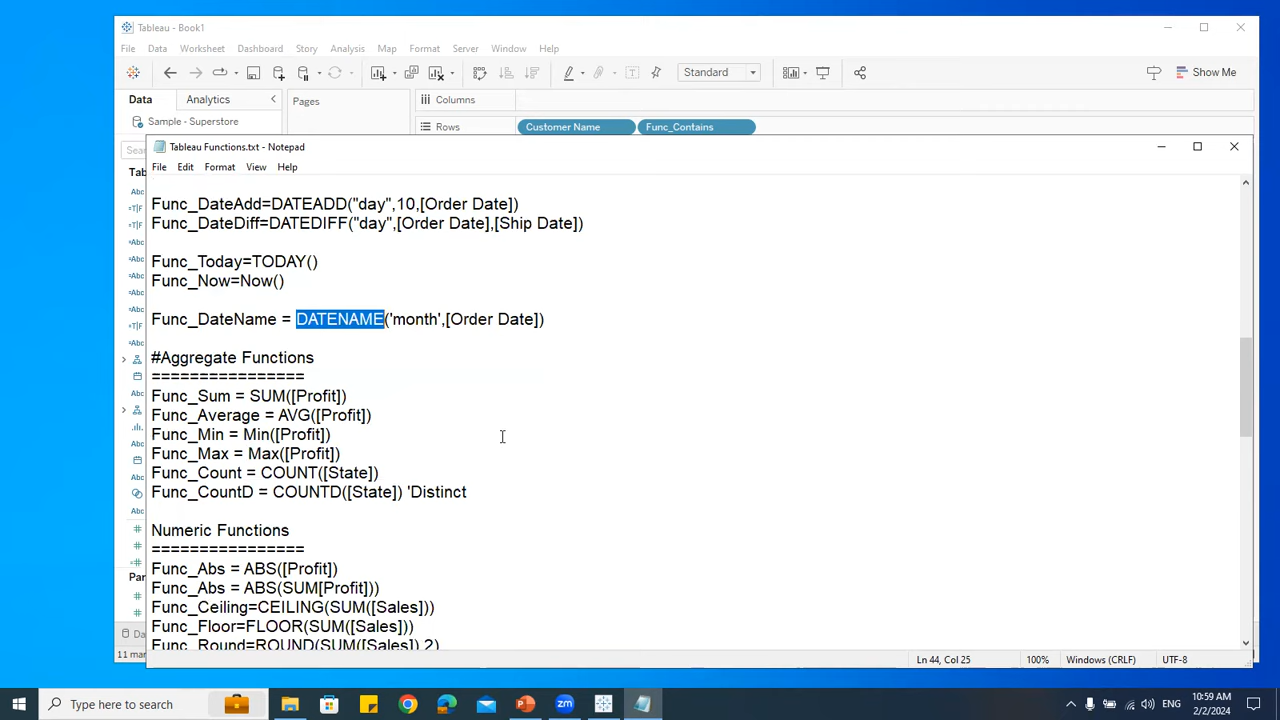 Tableau - Book1
File Data Worksheet Dashboard Story Analysis Map Format Server Window Help
Standard
Show Me
Data Analytics
Pages
Columns
Sample - Superstore
Rows
Customer Name
Func_Contains
Tableau Functions.txt - Notepad
File Edit Format View Help
Func_DateAdd=DATEADD("day",10,[Order Date])
Func_DateDiff=DATEDIFF("day",[Order Date],[Ship Date])
Func_Today=TODAY()
Func_Now=Now()
Func_DateName = DATENAME('month',[Order Date])
#Aggregate Functions
================
Func_Sum = SUM([Profit])
Func_Average = AVG([Profit])
Func_Min = Min([Profit])
Func_Max = Max([Profit])
Func_Count = COUNT([State])
Func_CountD = COUNTD([State]) 'Distinct
Numeric Functions
================
Func_Abs = ABS([Profit])
Func_Abs = ABS(SUM[Profit]))
Func_Ceiling=CEILING(SUM([Sales]))
Func_Floor=FLOOR(SUM([Sales]))
Func_Round=ROUND(SUM([Sales]),2)
Ln 44, Col 25 100% Windows (CRLF) UTF-8
Type here to search
zm
ENG
10:59 AM
2/2/2024